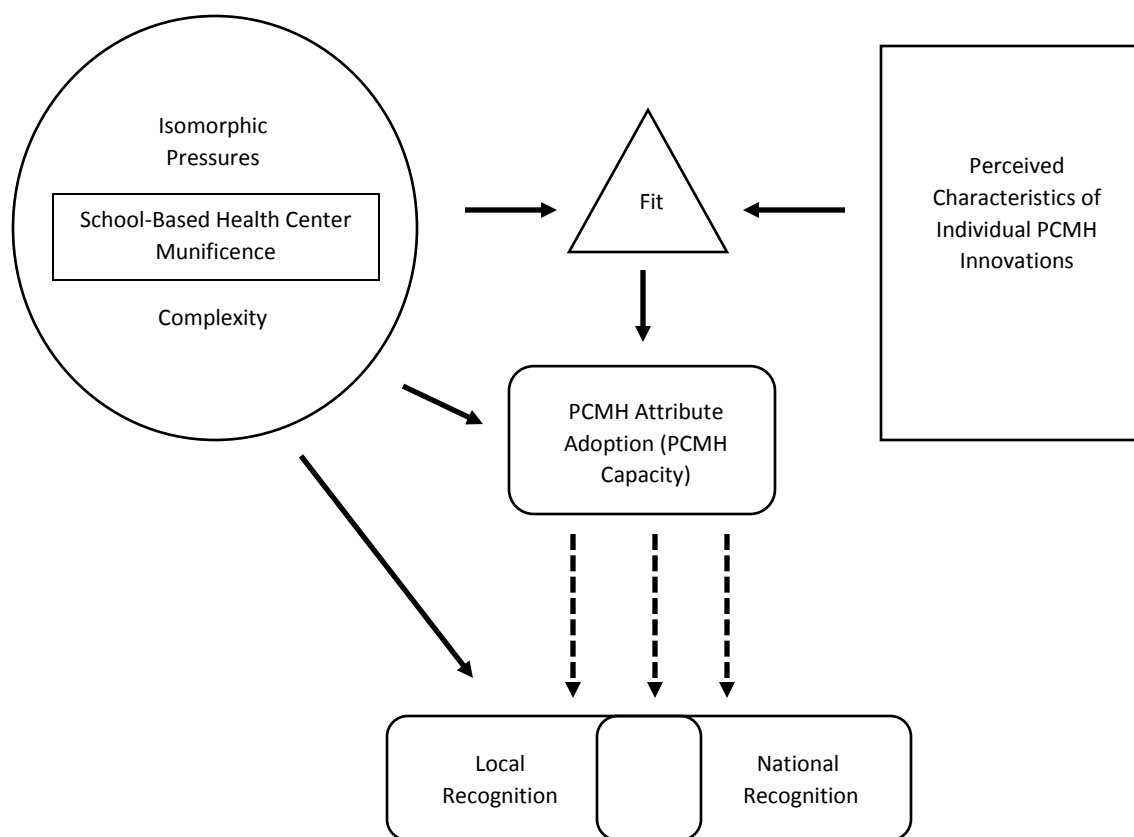 Isomorphic
Pressures
School-Based Health Center
Munificence
Complexity
Fit
Perceived
Characteristics of
Individual PCMH
Innovations
PCMH Attribute
Adoption (PCMH
Capacity)
Local
Recognition
National
Recognition